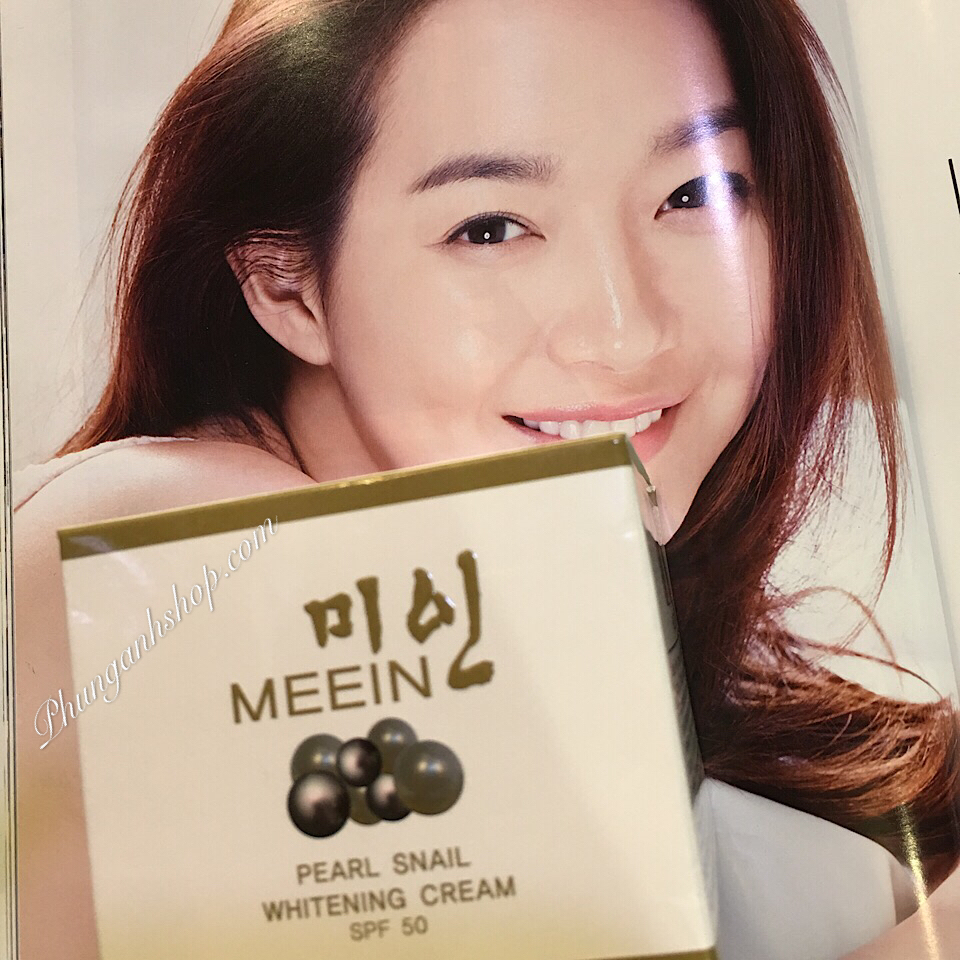 Phunganhshop.com
미인
MEEIN
PEARL SNAIL
WHITENING CREAM
SPF 50